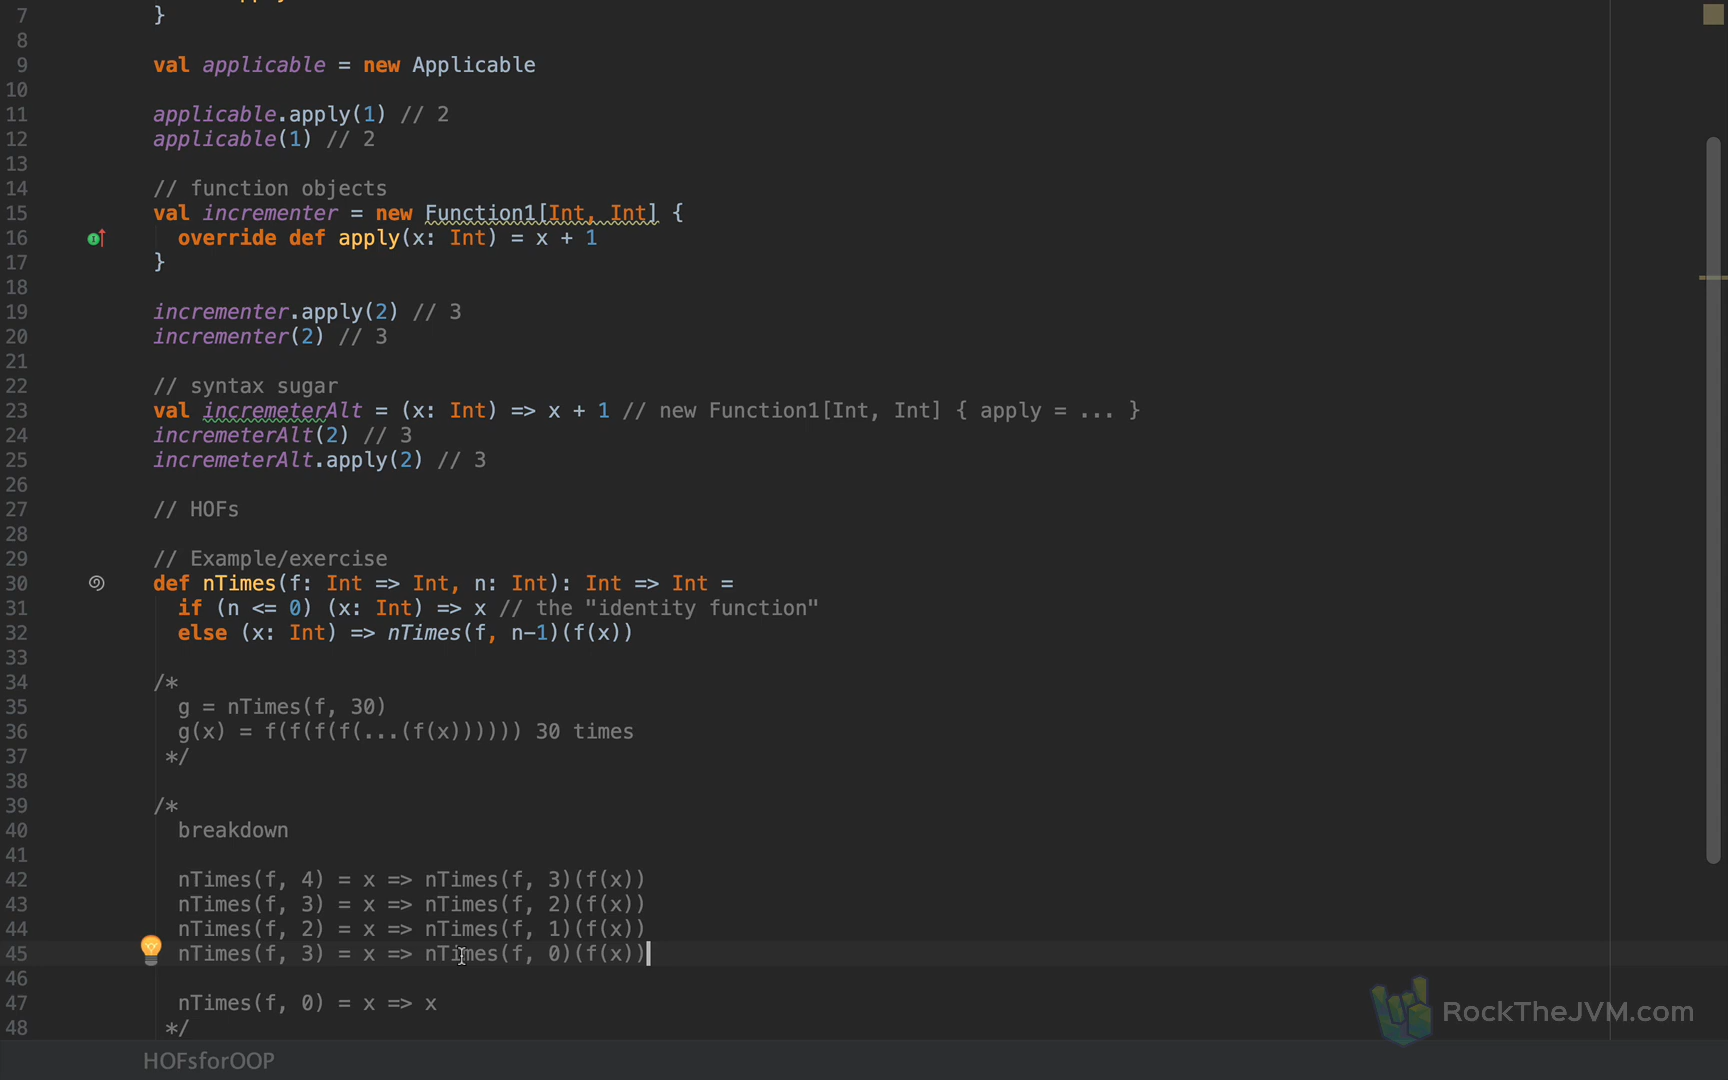 7 }
8
9 val applicable = new Applicable
10
11 applicable.apply(1) // 2
12 applicable(1) // 2
13
14 // function objects
15 val incrementer = new Function1[Int, Int] {
16 override def apply(x: Int) = x + 1
17 }
18
19 incrementer.apply(2) // 3
20 incrementer(2) // 3
21
22 // syntax sugar
23 val incremeterAlt = (x: Int) => x + 1 // new Function1[Int, Int] { apply = ... }
24 incremeterAlt(2) // 3
25 incremeterAlt.apply(2) // 3
26
27 // HOFs
28
29 // Example/exercise
30 def nTimes(f: Int => Int, n: Int): Int => Int =
31 if (n <= 0) (x: Int) => x // the "identity function"
32 else (x: Int) => nTimes(f, n-1)(f(x))
33
34 /*
35 g = nTimes(f, 30)
36 g(x) = f(f(f(f(...(f(x)))))) 30 times
37 */
38
39 /*
40 breakdown
41
42 nTimes(f, 4) = x => nTimes(f, 3)(f(x))
43 nTimes(f, 3) = x => nTimes(f, 2)(f(x))
44 nTimes(f, 2) = x => nTimes(f, 1)(f(x))
45 nTimes(f, 3) = x => nTimes(f, 0)(f(x))
46
47 nTimes(f, 0) = x => x
48 */
RockTheJVM.com
HOFsforOOP